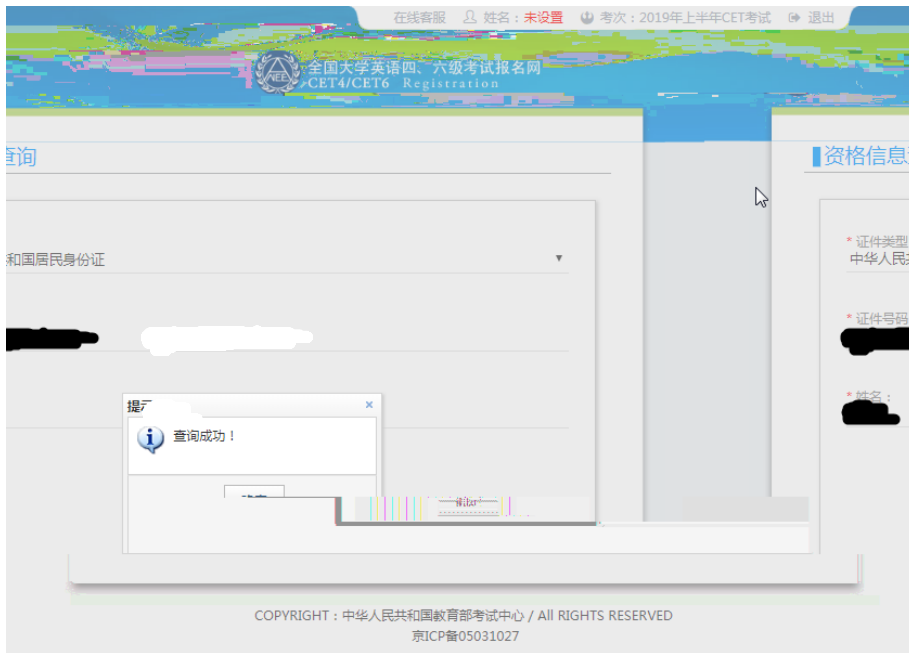 在线客服 姓名：未设置 考次：2019年上半年CET考试 退出
全国大学英语四、六级考试报名网
CET4/CET6 Registration
查询
资格信息
* 证件类型
和国居民身份证
中华人民
* 证件号码
* 姓名：
提示
查询成功！
COPYRIGHT：中华人民共和国教育部考试中心 / All RIGHTS RESERVED
京ICP备05031027